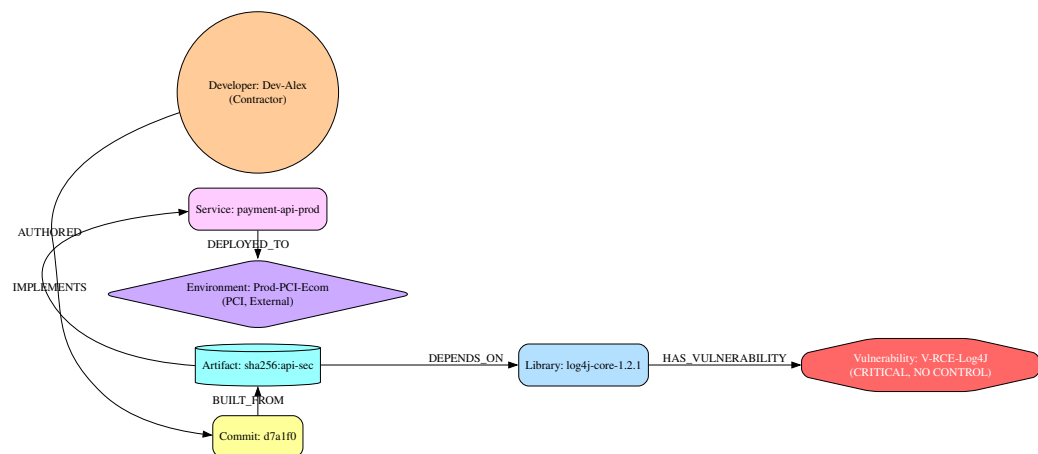 Developer: Dev-Alex
(Contractor)
Service: payment-api-prod
AUTHORED
DEPLOYED_TO
IMPLEMENTS
Environment: Prod-PCI-Ecom
(PCI, External)
Artifact: sha256:api-sec
DEPENDS_ON
Library: log4j-core-1.2.1
HAS_VULNERABILITY
Vulnerability: V-RCE-Log4J
(CRITICAL, NO CONTROL)
BUILT_FROM
Commit: d7a1f0